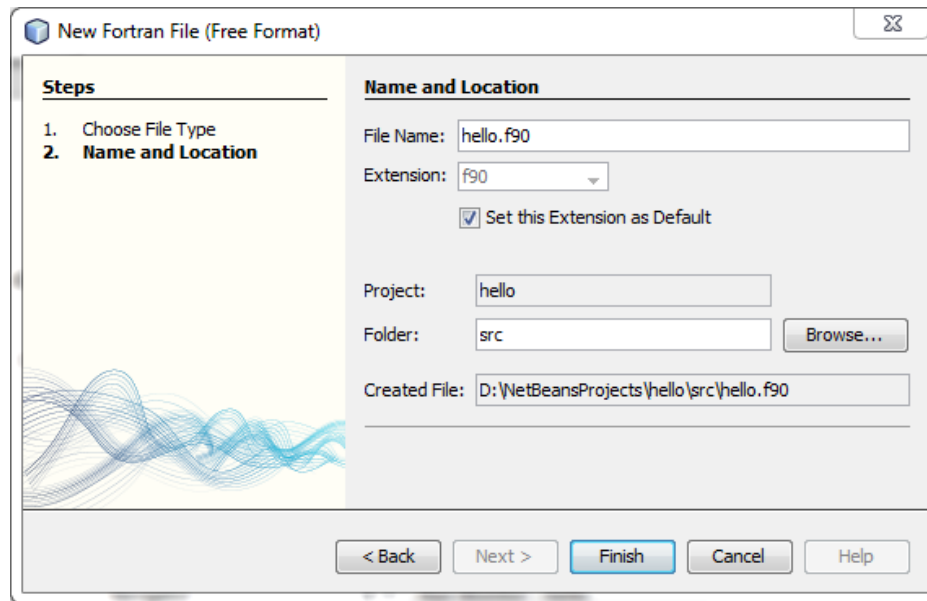 New Fortran File (Free Format)
Steps
1. Choose File Type
2. Name and Location
Name and Location
File Name: hello.f90
Extension: f90
Set this Extension as Default
Project: hello
Folder: src Browse...
Created File: D:\NetBeansProjects\hello\src\hello.f90
< Back Next > Finish Cancel Help